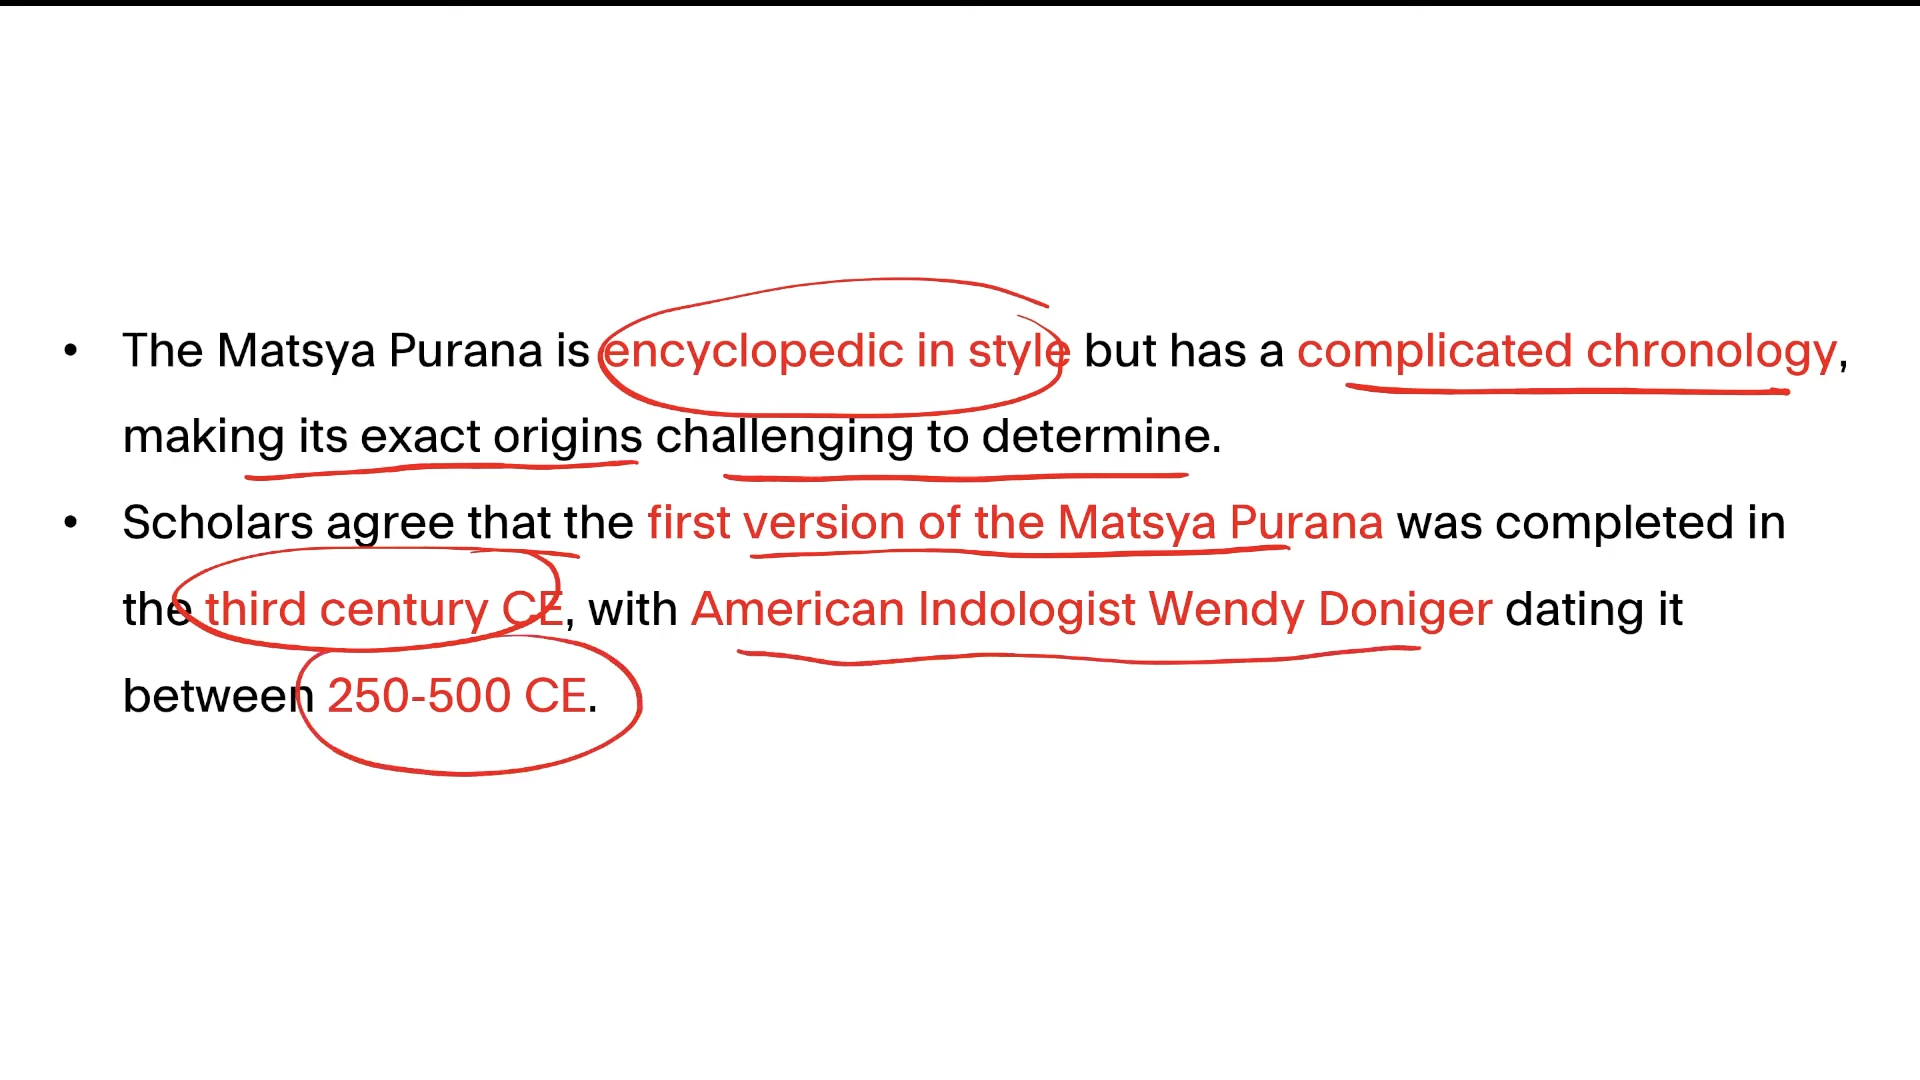 • The Matsya Purana is encyclopedic in style but has a complicated chronology,
making its exact origins challenging to determine.
• Scholars agree that the first version of the Matsya Purana was completed in
the third century CE, with American Indologist Wendy Doniger dating it
between 250-500 CE.